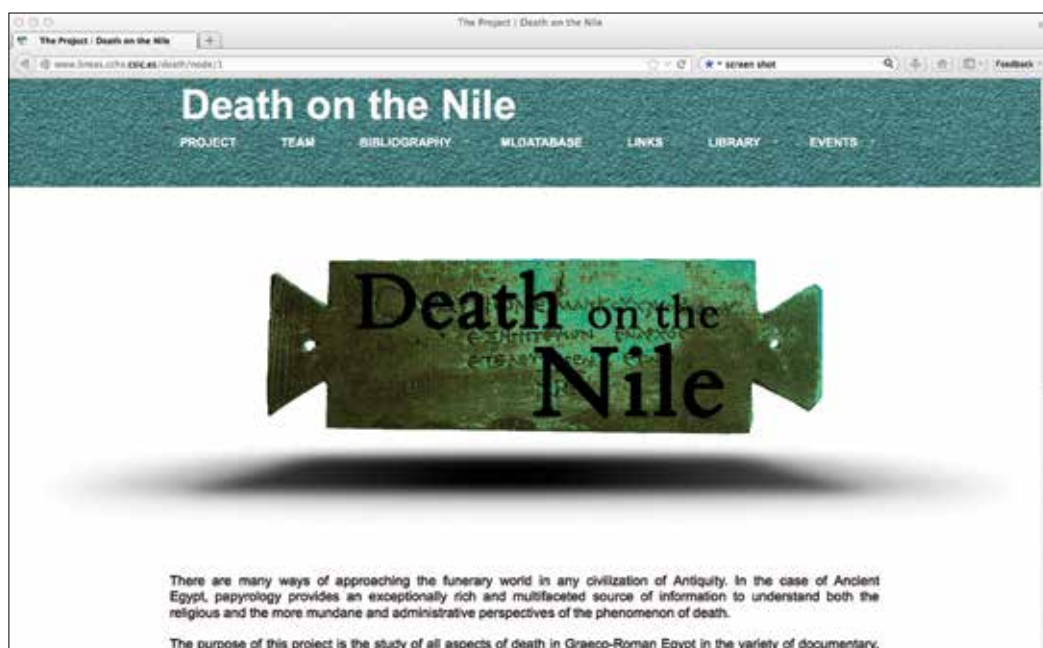 The Project | Death on the Nile
The Project | Death on the Nile
www.lineas.cchs.csic.es/death/node/1
screen shot
Feedback
Death on the Nile
PROJECT TEAM BIBLIOGRAPHY MLDATABASE LINKS LIBRARY EVENTS
Death on the
Nile
There are many ways of approaching the funerary world in any civilization of Antiquity. In the case of Ancient
Egypt, papyrology provides an exceptionally rich and multifaceted source of information to understand both the
religious and the more mundane and administrative perspectives of the phenomenon of death.
The purpose of this project is the study of all aspects of death in Graeco-Roman Egypt in the variety of documentary,